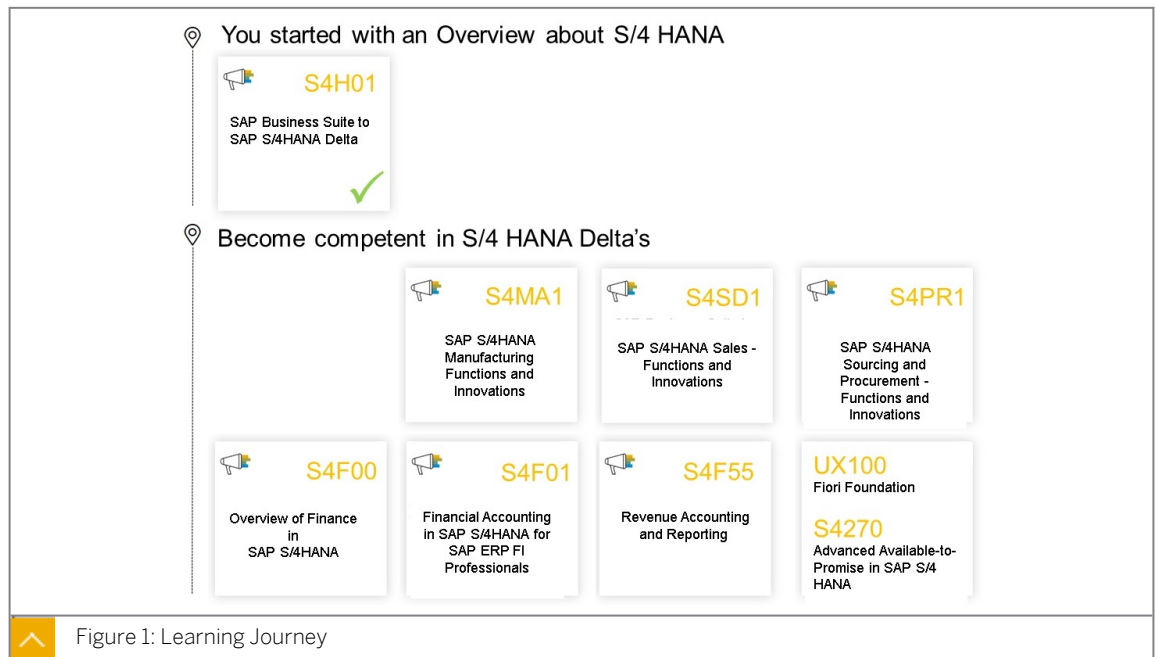 You started with an Overview about S/4 HANA
S4H01
SAP Business Suite to
SAP S/4HANA Delta
Become competent in S/4 HANA Delta's
S4MA1
SAP S/4HANA
Manufacturing
Functions and
Innovations
S4SD1
SAP S/4HANA Sales -
Functions and
Innovations
S4PR1
SAP S/4HANA
Sourcing and
Procurement -
Functions and
Innovations
S4F00
Overview of Finance
in
SAP S/4HANA
S4F01
Financial Accounting
in SAP S/4HANA for
SAP ERP FI
Professionals
S4F55
Revenue Accounting
and Reporting
UX100
Fiori Foundation
S4270
Advanced Available-to-
Promise in SAP S/4
HANA
Figure 1: Learning Journey